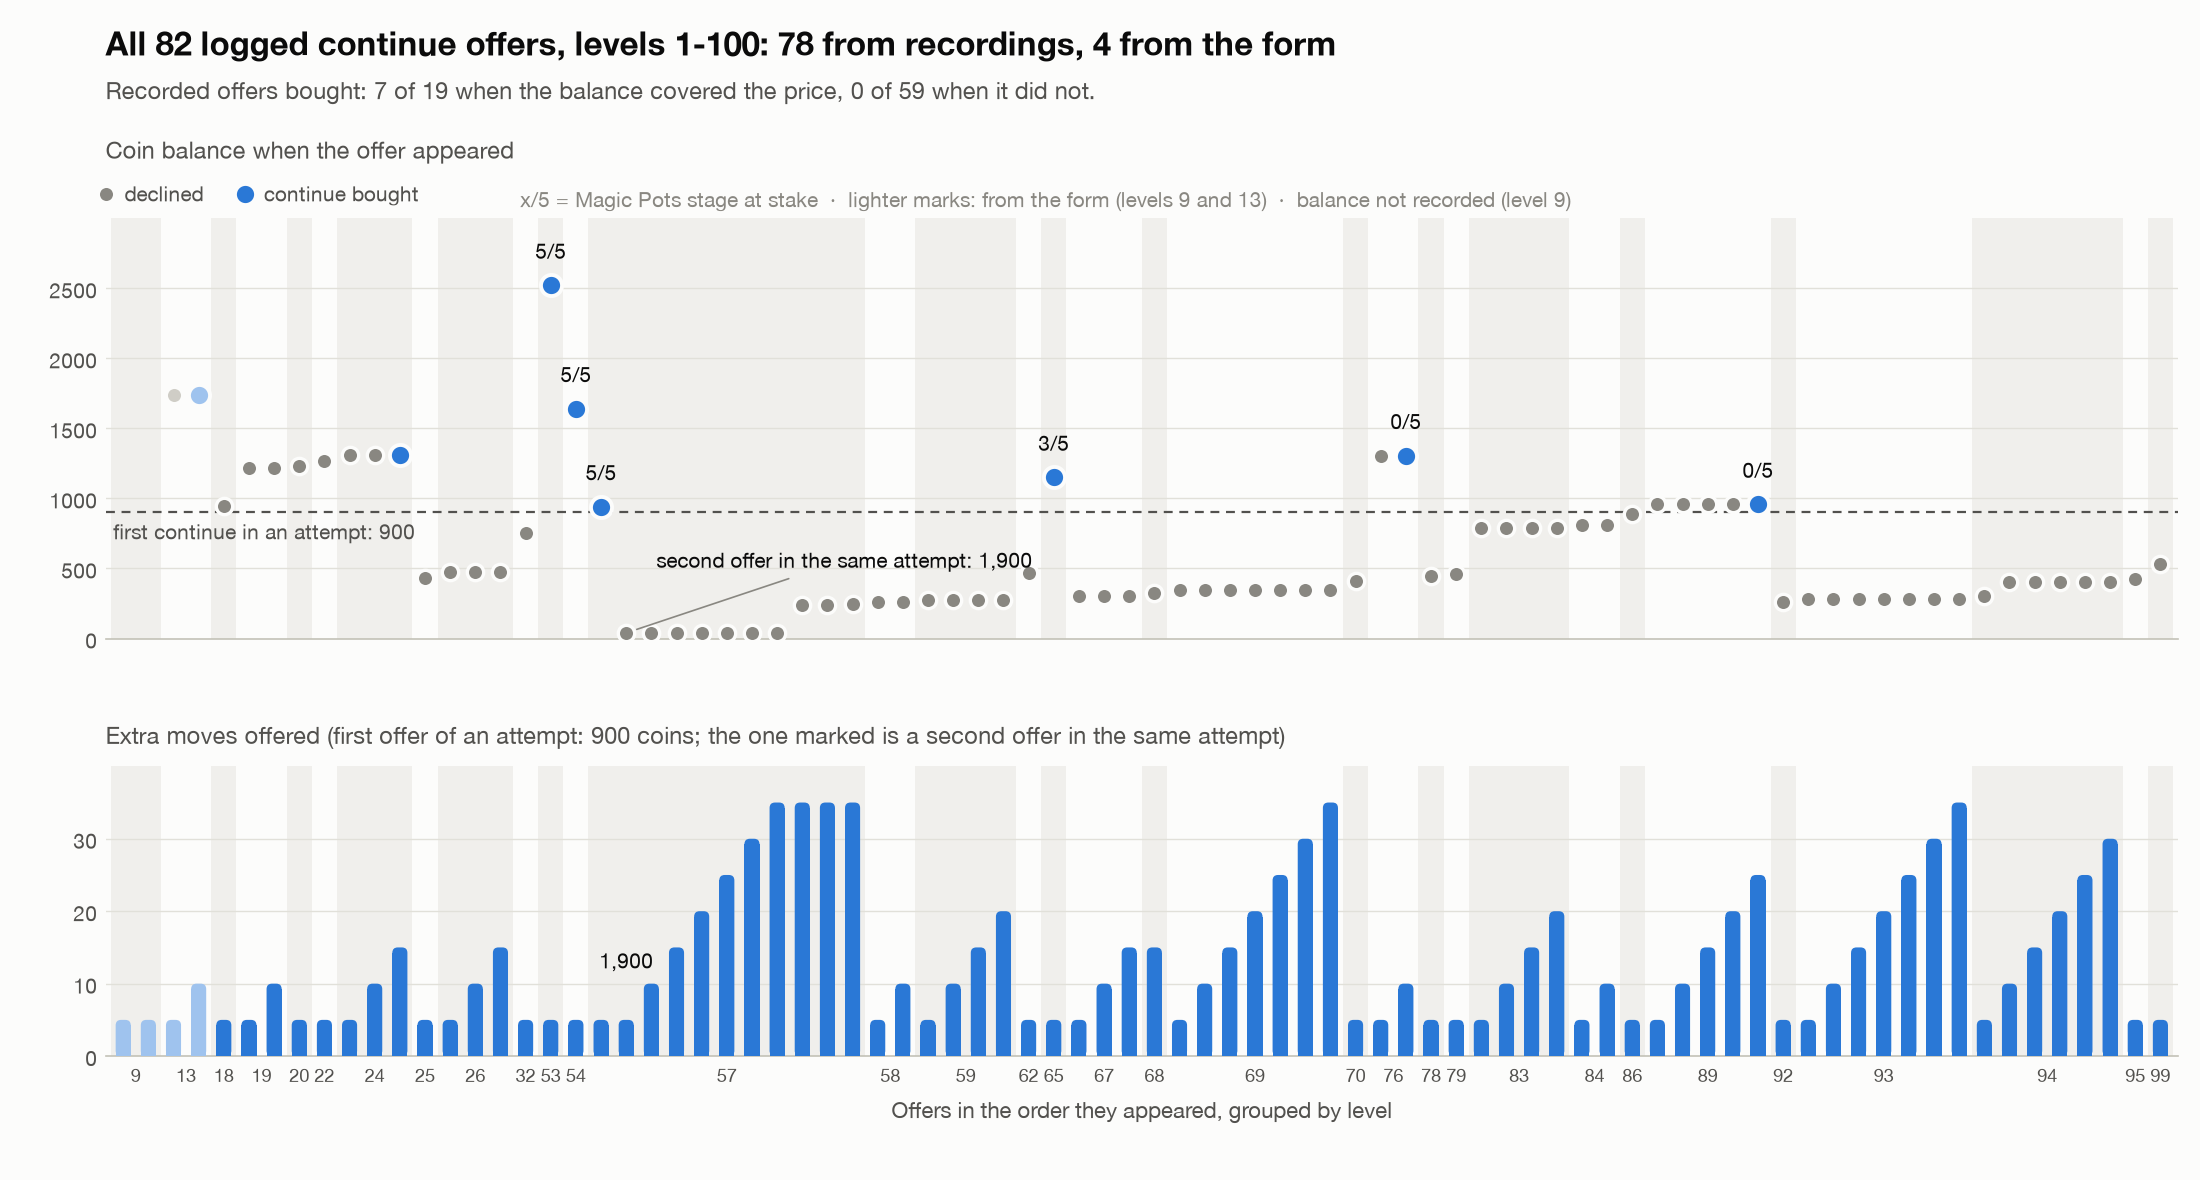 All 82 logged continue offers, levels 1-100: 78 from recordings, 4 from the form
Recorded offers bought: 7 of 19 when the balance covered the price, 0 of 59 when it did not.
Coin balance when the offer appeared
declined continue bought x/5 = Magic Pots stage at stake · lighter marks: from the form (levels 9 and 13) · balance not recorded (level 9)
5/5
2500
2000
5/5
1500
0/5
3/5
0/5
5/5
1000
first continue in an attempt: 900
second offer in the same attempt: 1,900
500
0
Extra moves offered (first offer of an attempt: 900 coins; the one marked is a second offer in the same attempt)
30
20
1,900
10
0
9 13 18 19 20 22 24 25 26 32 53 54 57 58 59 62 65 67 68 69 70 76 78 79 83 84 86 89 92 93 94 95 99
Offers in the order they appeared, grouped by level